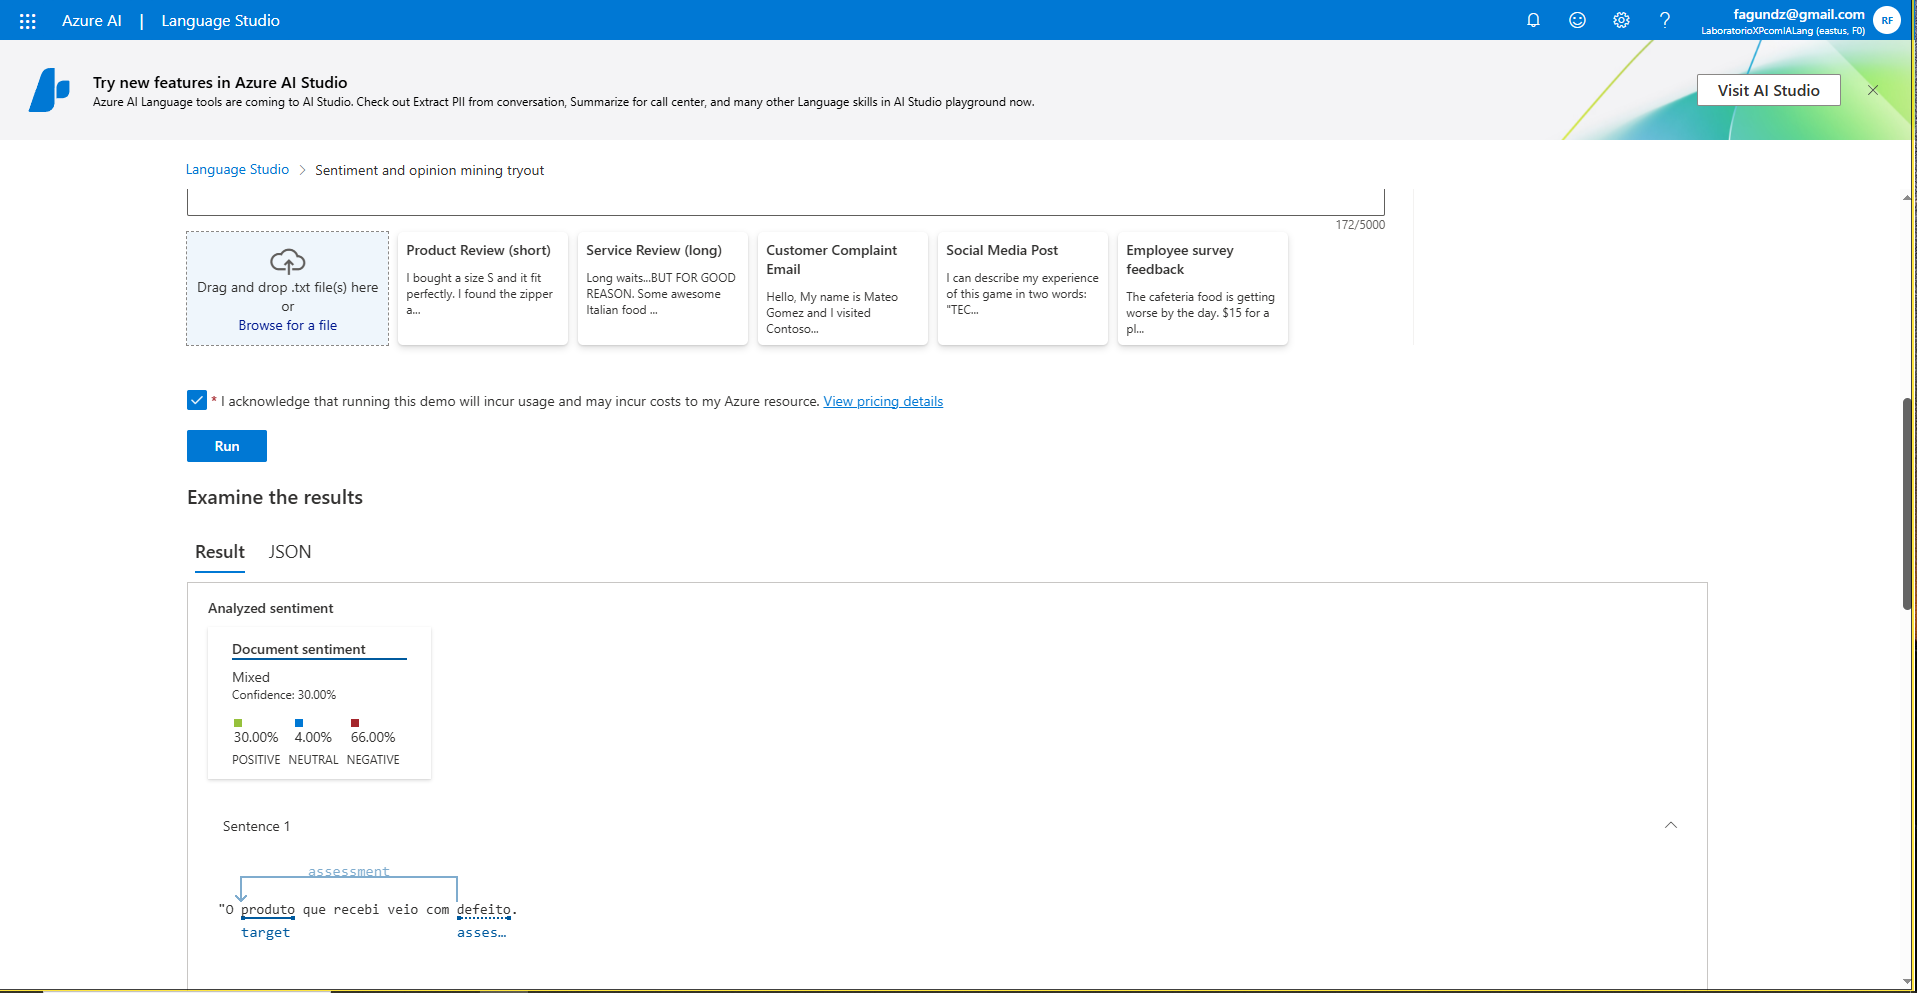 Azure AI | Language Studio
fagundz@gmail.com
LaboratorioXPcomIALang (eastus, F0)
RF
Try new features in Azure AI Studio
Azure AI Language tools are coming to AI Studio. Check out Extract PII from conversation, Summarize for call center, and many other Language skills in AI Studio playground now.
Visit AI Studio
Language Studio > Sentiment and opinion mining tryout
172/5000
Drag and drop .txt file(s) here
or
Browse for a file
Product Review (short)
I bought a size S and it fit
perfectly. I found the zipper
a...
Service Review (long)
Long waits...BUT FOR GOOD
REASON. Some awesome
Italian food ...
Customer Complaint
Email
Hello, My name is Mateo
Gomez and I visited
Contoso...
Social Media Post
I can describe my experience
of this game in two words:
"TEC...
Employee survey
feedback
The cafeteria food is getting
worse by the day. $15 for a
pl...
* I acknowledge that running this demo will incur usage and may incur costs to my Azure resource. View pricing details
Run
Examine the results
Result JSON
Analyzed sentiment
Document sentiment
Mixed
Confidence: 30.00%
30.00% 4.00% 66.00%
POSITIVE NEUTRAL NEGATIVE
Sentence 1
assessment
"O produto que recebi veio com defeito.
target asses…